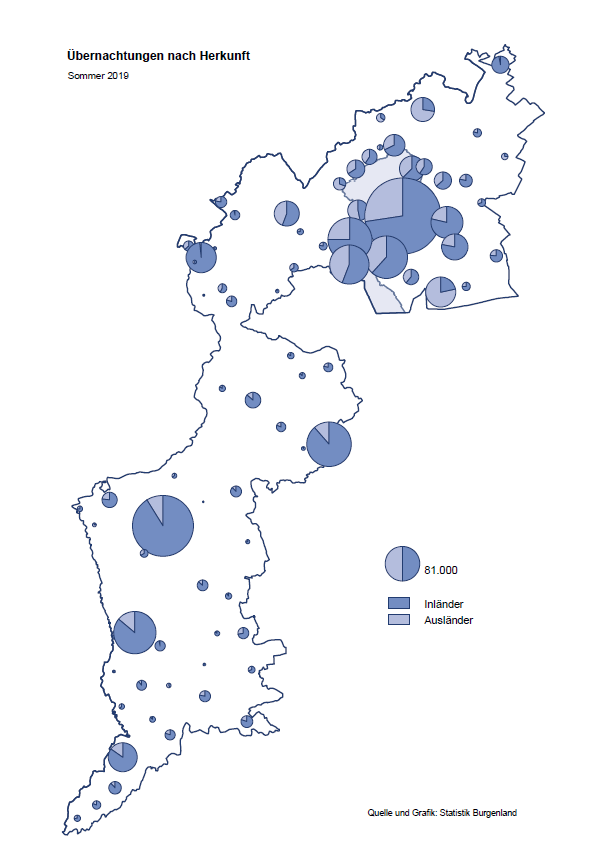 Übernachtungen nach Herkunft
Sommer 2019
81.000
Inländer
Ausländer
Quelle und Grafik: Statistik Burgenland